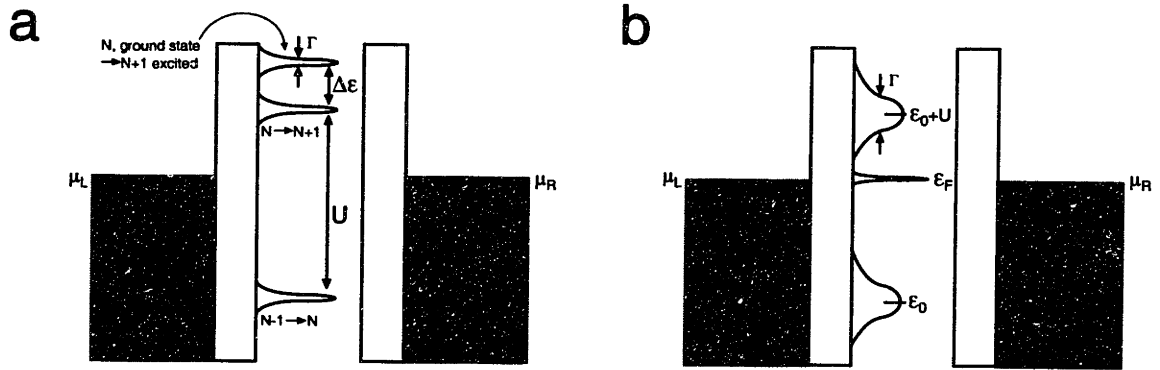 a
N, ground state
→N+1 excited
Γ
Δε
N→N+1
μL
μR
U
N-1→N
b
Γ
ε0+U
μL
εF
μR
ε0